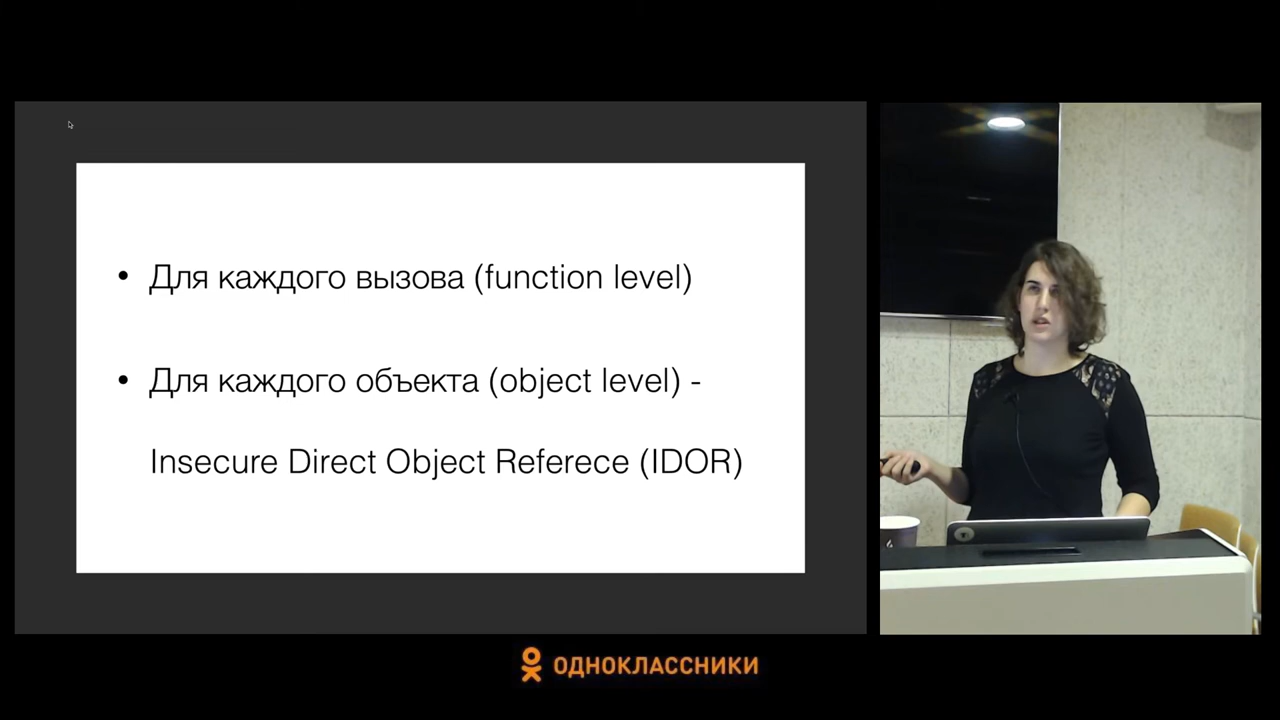 • Для каждого вызова (function level)
• Для каждого объекта (object level) -
Insecure Direct Object Referece (IDOR)
ОДНОКЛАССНИКИ